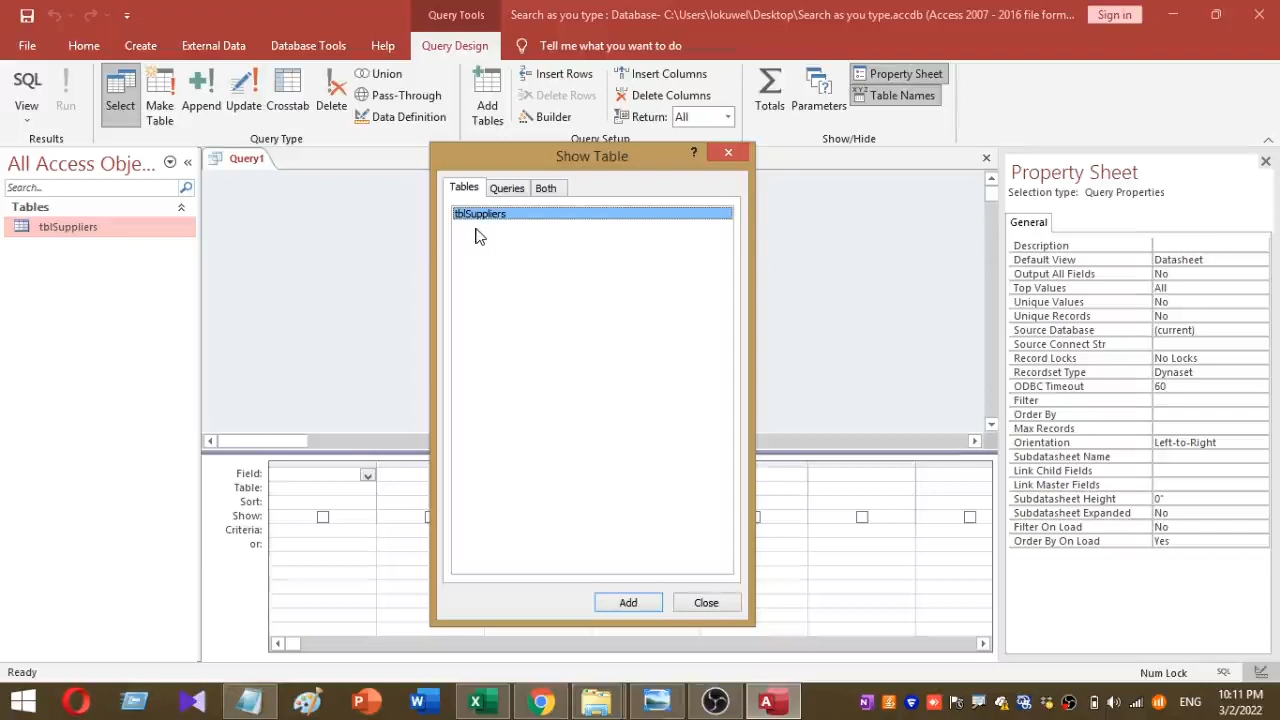 Query Tools
Search as you type : Database- C:\Users\lokuwel\Desktop\Search as you type.accdb (Access 2007 - 2016 file form...
Sign in
File
Home
Create
External Data
Database Tools
Help
Query Design
Tell me what you want to do
SQL
View
Run
Select
Make
Table
Append
Update
Crosstab
Delete
Union
Pass-Through
Data Definition
Add
Tables
Insert Rows
Delete Rows
Builder
Insert Columns
Delete Columns
Return: All
Totals
Parameters
Property Sheet
XYZ
Table Names
Results
Query Type
Query Setup
Show/Hide
All Access Obje...
Search...
Tables
tblSuppliers
Query1
Show Table
?
Tables
Queries
Both
tblSuppliers
Add
Close
Field:
Table:
Sort:
Show:
Criteria:
or:
Property Sheet
Selection type: Query Properties
General
Description
Default View Datasheet
Output All Fields No
Top Values All
Unique Values No
Unique Records No
Source Database (current)
Source Connect Str
Record Locks No Locks
Recordset Type Dynaset
ODBC Timeout 60
Filter
Order By
Max Records
Orientation Left-to-Right
Subdatasheet Name
Link Child Fields
Link Master Fields
Subdatasheet Height 0"
Subdatasheet Expanded No
Filter On Load No
Order By On Load Yes
Ready
Num Lock
SQL
ENG
10:11 PM
3/2/2022